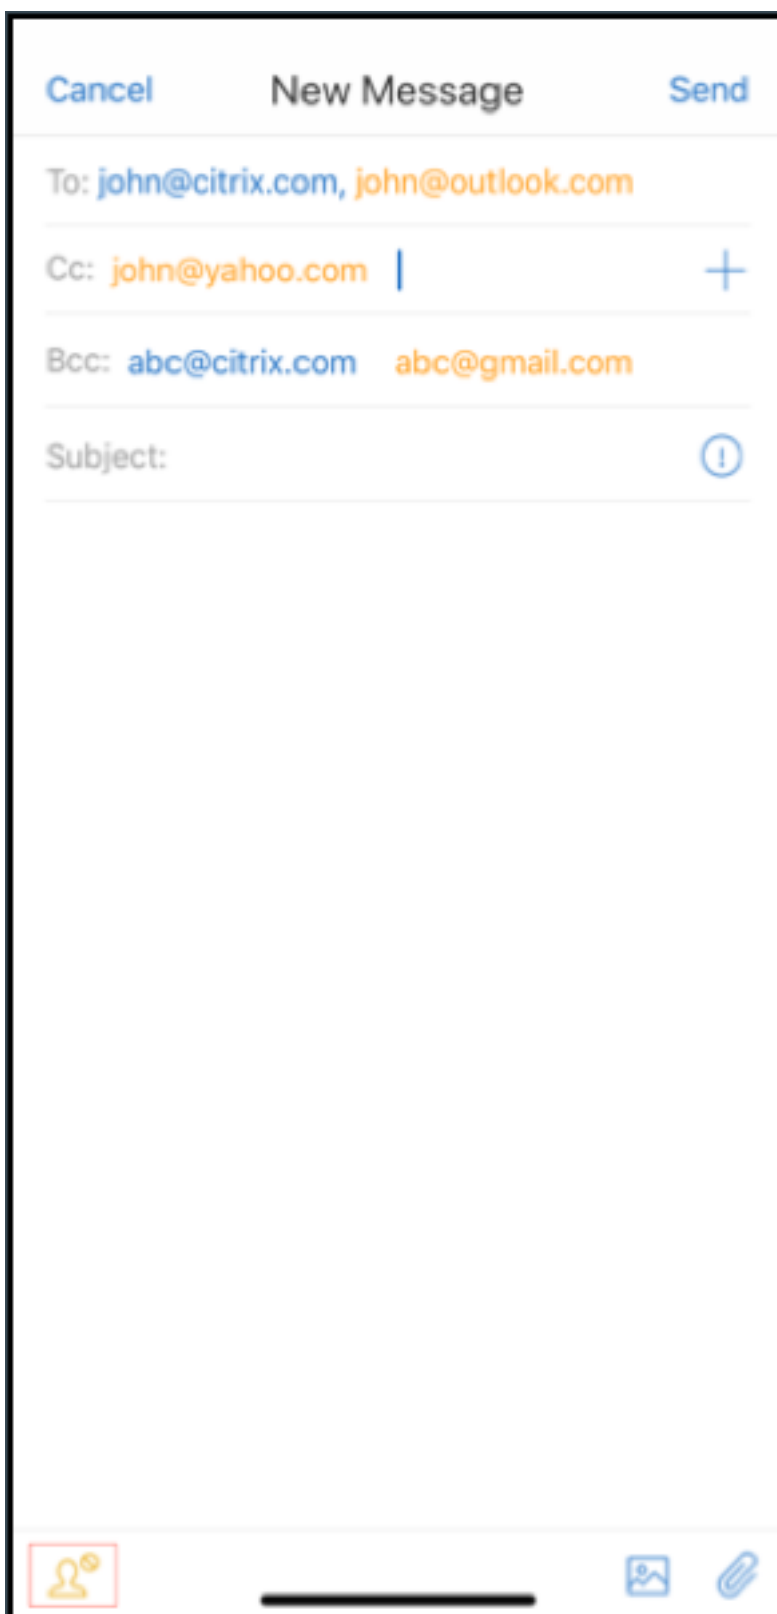 Cancel New Message Send
To: john@citrix.com, john@outlook.com
Cc: john@yahoo.com
Bcc: abc@citrix.com abc@gmail.com
Subject: